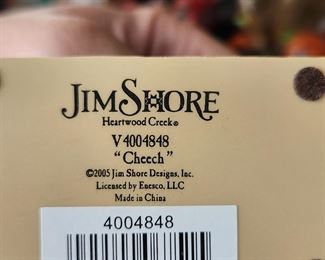 JIM SHORE
Heartwood Creek®
V4004848
"Cheech"
©2005 Jim Shore Designs, Inc.
Licensed by Enesco, LLC
Made in China
4004848